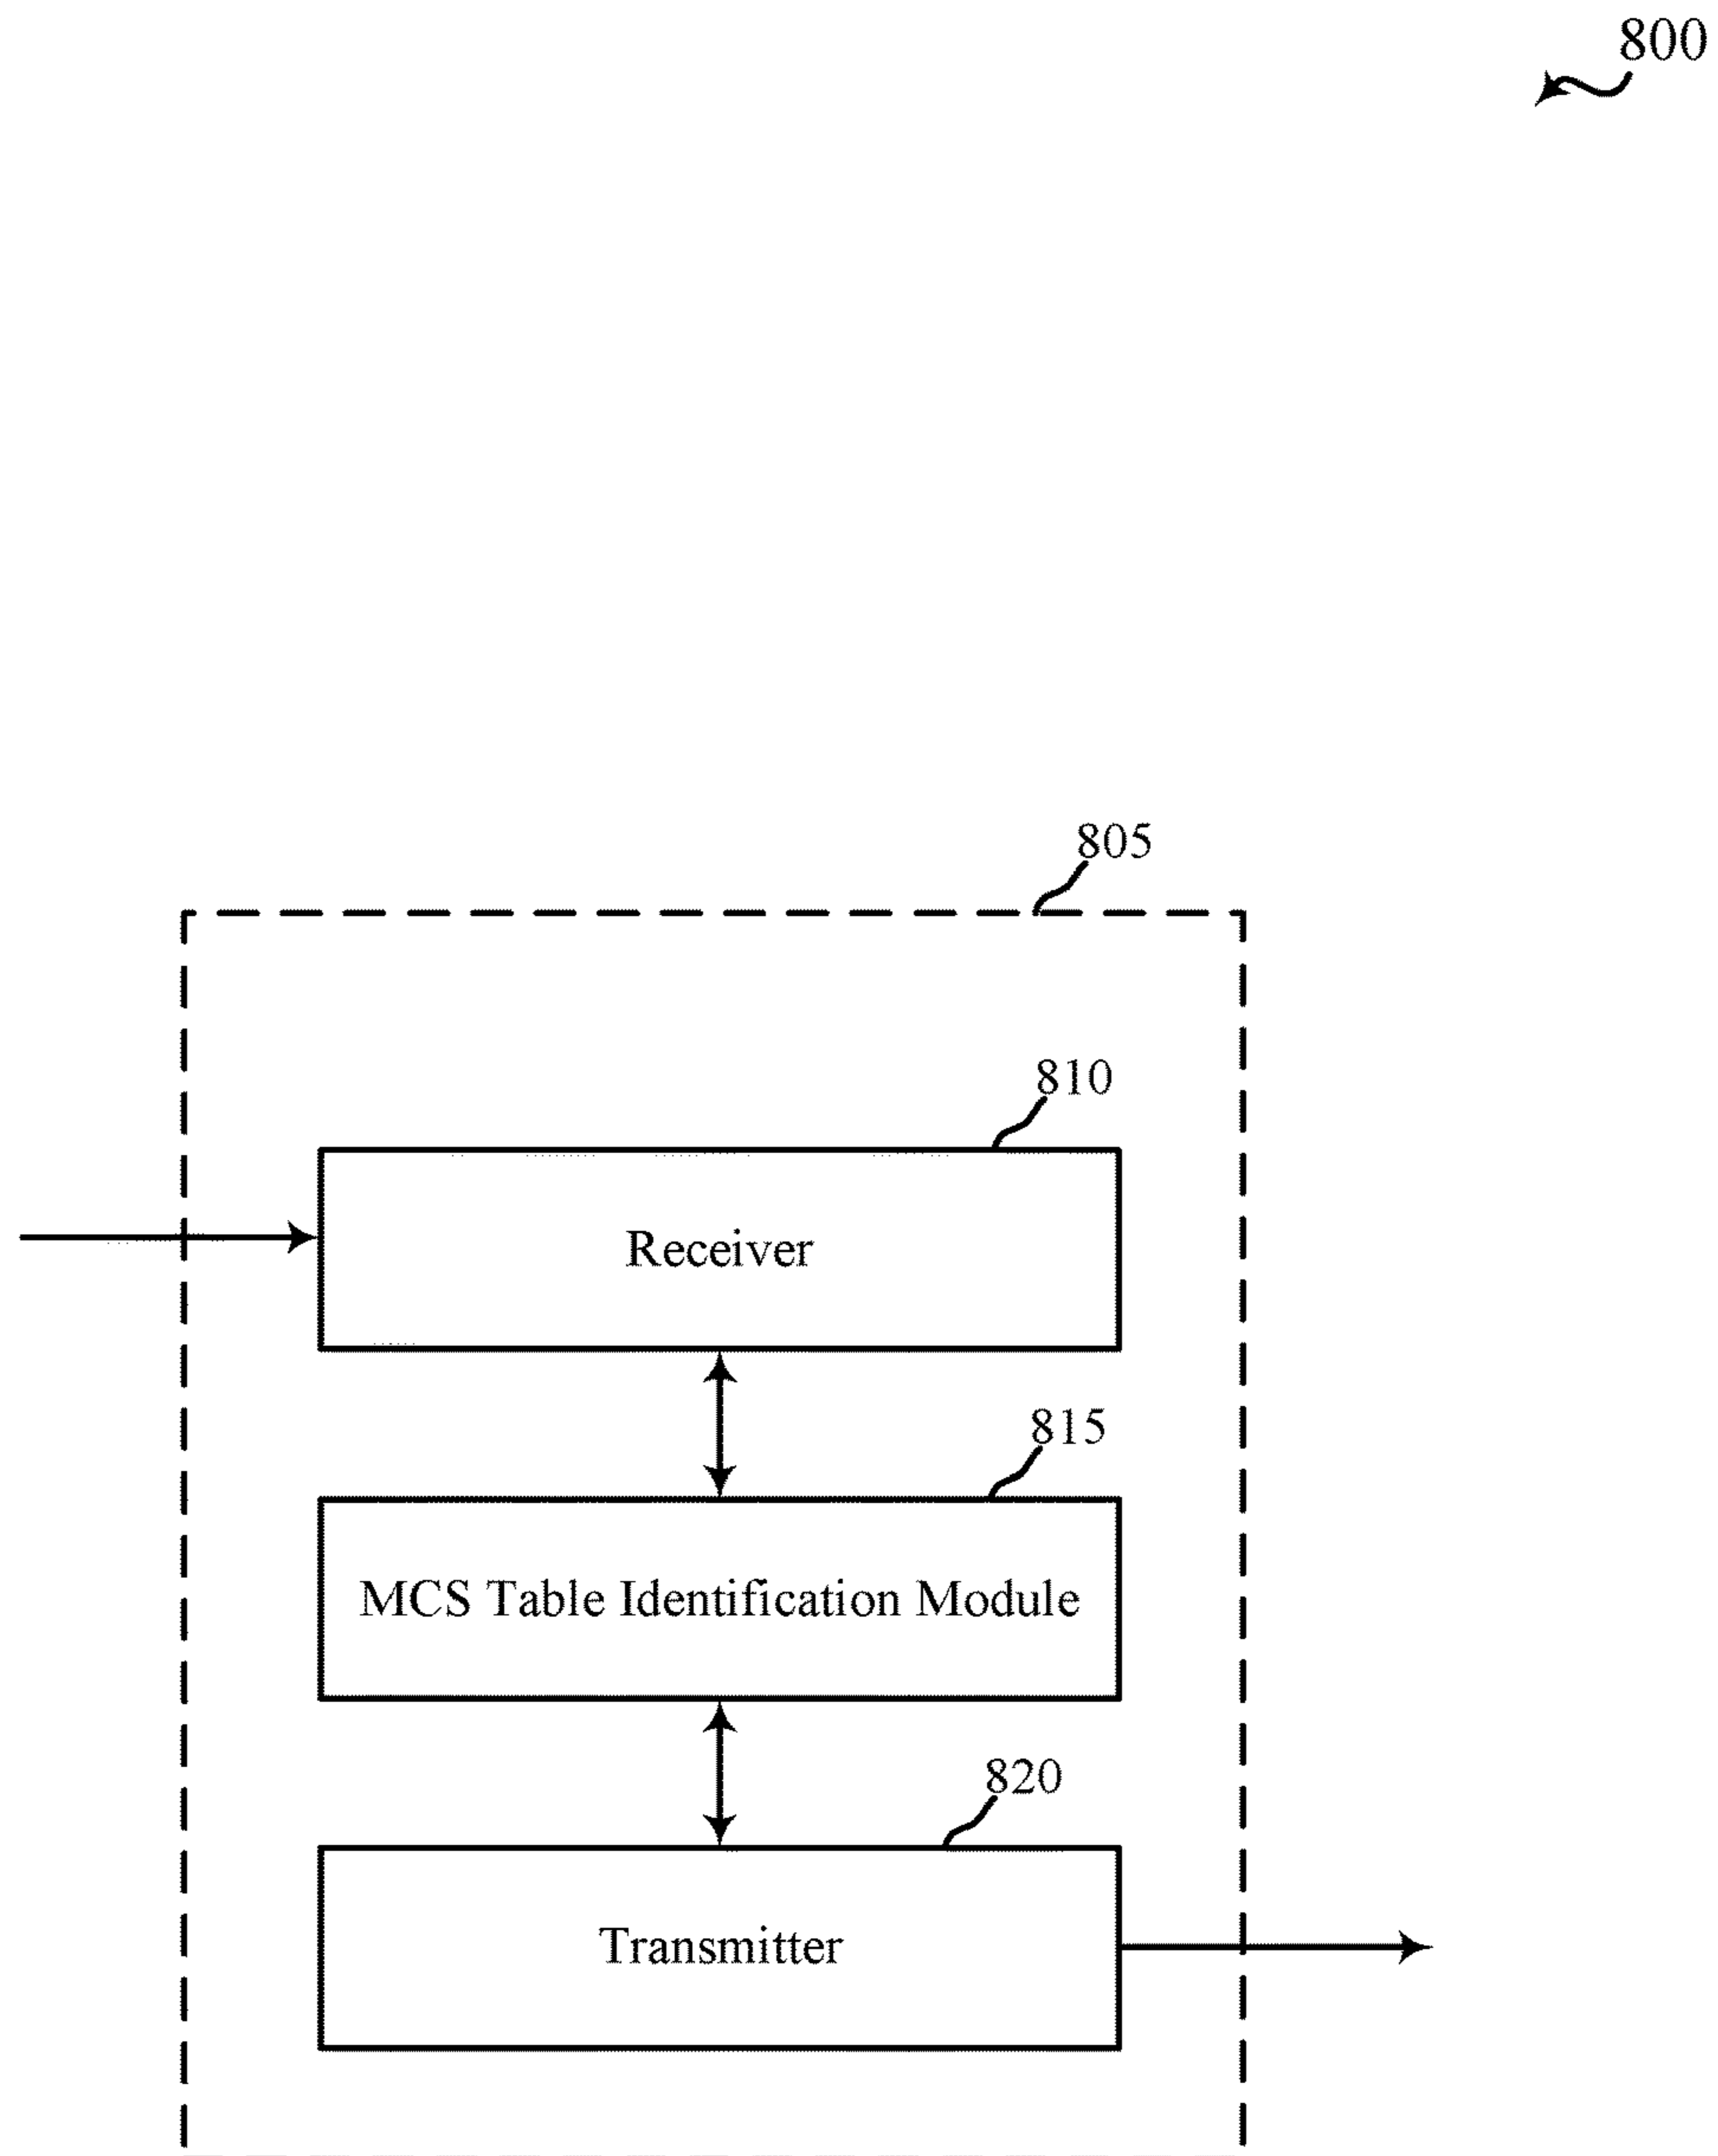 800
805
810
Receiver
815
MCS Table Identification Module
820
Transmitter